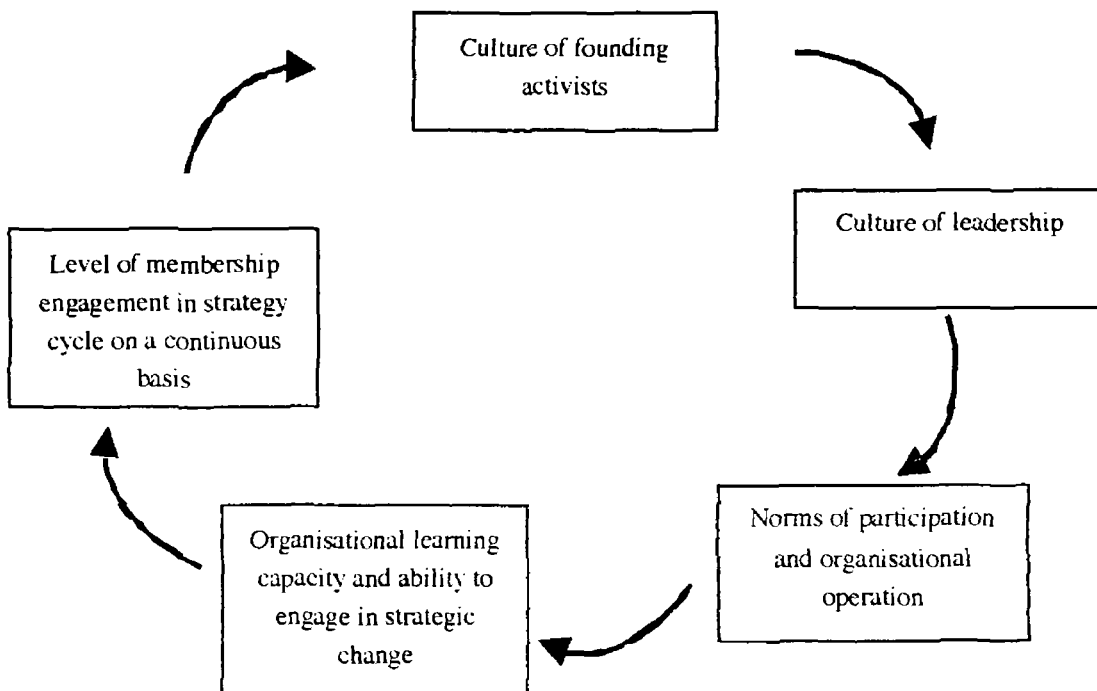 Culture of founding
activists
Culture of leadership
Norms of participation
and organisational
operation
Organisational learning
capacity and ability to
engage in strategic
change
Level of membership
engagement in strategy
cycle on a continuous
basis